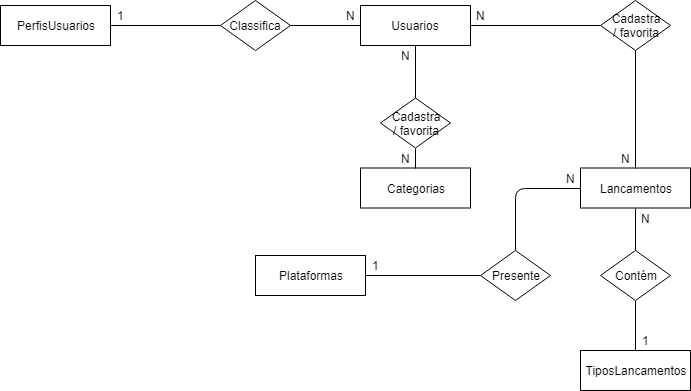 PerfisUsuarios
1
Classifica
N
Usuarios
N
Cadastra
/ favorita
N
Cadastra
/ favorita
N
N
Categorias
Lancamentos
N
N
Plataformas
1
Presente
Contém
1
TiposLancamentos